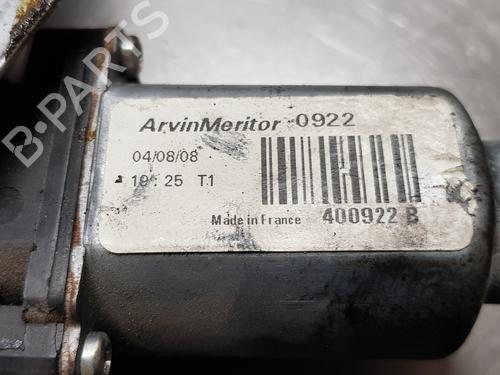 ArvinMeritor 0922
04/08/08
19 25 T1
Made in France 400922 B
B-PARTS